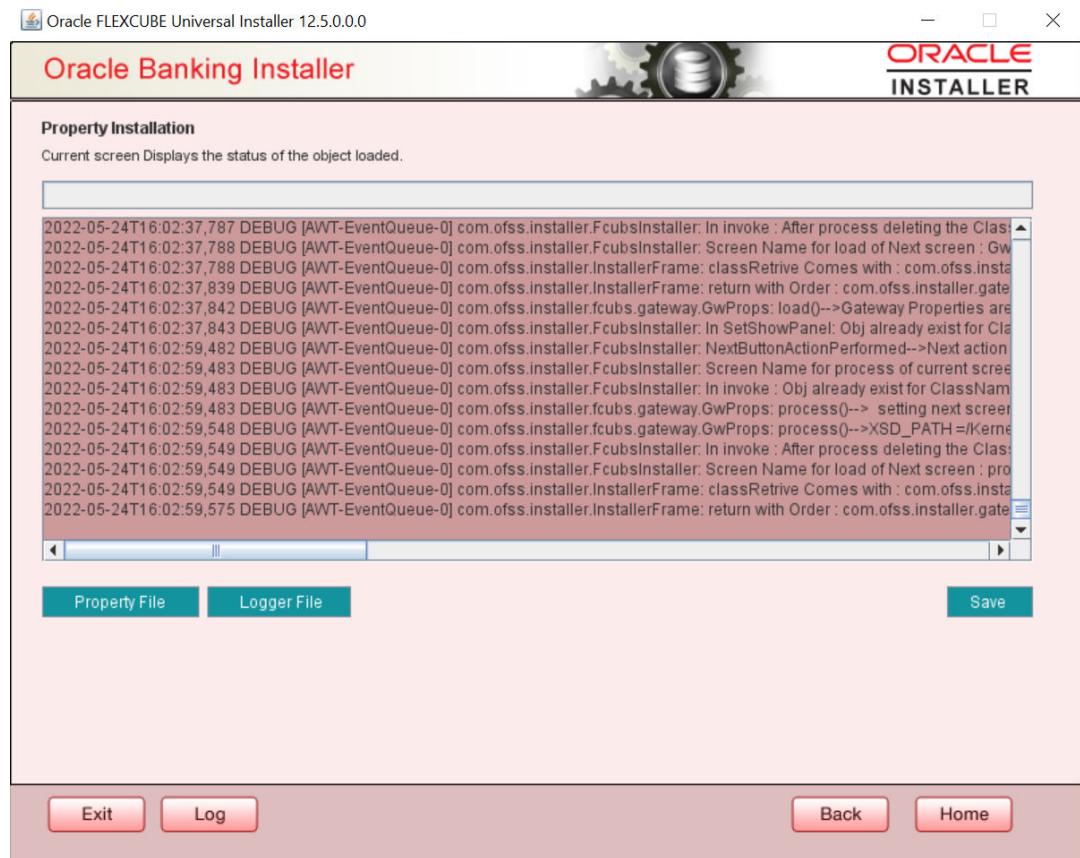 Oracle FLEXCUBE Universal Installer 12.5.0.0.0
Oracle Banking Installer
ORACLE
INSTALLER
Property Installation
Current screen Displays the status of the object loaded.
2022-05-24T16:02:37,787 DEBUG [AWT-EventQueue-0] com.ofss.installer.FcubsInstaller: In invoke : After process deleting the Clas
2022-05-24T16:02:37,788 DEBUG [AWT-EventQueue-0] com.ofss.installer.FcubsInstaller: Screen Name for load of Next screen : Gw
2022-05-24T16:02:37,788 DEBUG [AWT-EventQueue-0] com.ofss.installer.InstallerFrame: classRetrive Comes with : com.ofss.insta
2022-05-24T16:02:37,839 DEBUG [AWT-EventQueue-0] com.ofss.installer.InstallerFrame: return with Order : com.ofss.installer.gate
2022-05-24T16:02:37,842 DEBUG [AWT-EventQueue-0] com.ofss.installer.fcubs.gateway.GwProps: load()-->Gateway Properties are
2022-05-24T16:02:37,843 DEBUG [AWT-EventQueue-0] com.ofss.installer.FcubsInstaller: In SetShowPanel: Obj already exist for Cla
2022-05-24T16:02:59,482 DEBUG [AWT-EventQueue-0] com.ofss.installer.FcubsInstaller: NextButtonActionPerformed-->Next action
2022-05-24T16:02:59,483 DEBUG [AWT-EventQueue-0] com.ofss.installer.FcubsInstaller: Screen Name for process of current scree
2022-05-24T16:02:59,483 DEBUG [AWT-EventQueue-0] com.ofss.installer.FcubsInstaller: In invoke : Obj already exist for ClassNam
2022-05-24T16:02:59,483 DEBUG [AWT-EventQueue-0] com.ofss.installer.fcubs.gateway.GwProps: process()--> setting next screen
2022-05-24T16:02:59,548 DEBUG [AWT-EventQueue-0] com.ofss.installer.fcubs.gateway.GwProps: process()-->XSD_PATH =/Kerne
2022-05-24T16:02:59,549 DEBUG [AWT-EventQueue-0] com.ofss.installer.FcubsInstaller: In invoke : After process deleting the Clas
2022-05-24T16:02:59,549 DEBUG [AWT-EventQueue-0] com.ofss.installer.FcubsInstaller: Screen Name for load of Next screen : pro
2022-05-24T16:02:59,549 DEBUG [AWT-EventQueue-0] com.ofss.installer.InstallerFrame: classRetrive Comes with : com.ofss.insta
2022-05-24T16:02:59,575 DEBUG [AWT-EventQueue-0] com.ofss.installer.InstallerFrame: return with Order : com.ofss.installer.gate
Property File
Logger File
Save
Exit
Log
Back
Home